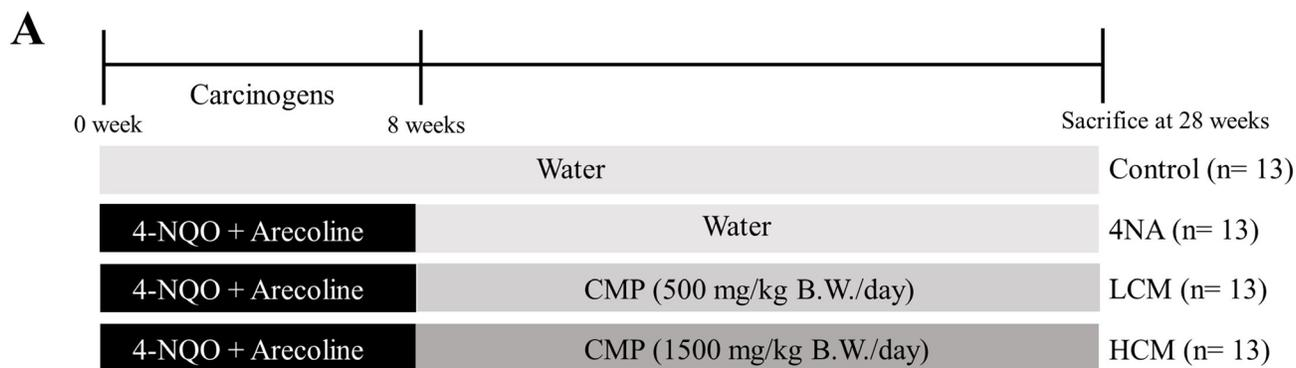 A
Carcinogens
0 week
8 weeks
Sacrifice at 28 weeks
Water
Control (n= 13)
4-NQO + Arecoline
Water
4NA (n= 13)
4-NQO + Arecoline
CMP (500 mg/kg B.W./day)
LCM (n= 13)
4-NQO + Arecoline
CMP (1500 mg/kg B.W./day)
HCM (n= 13)